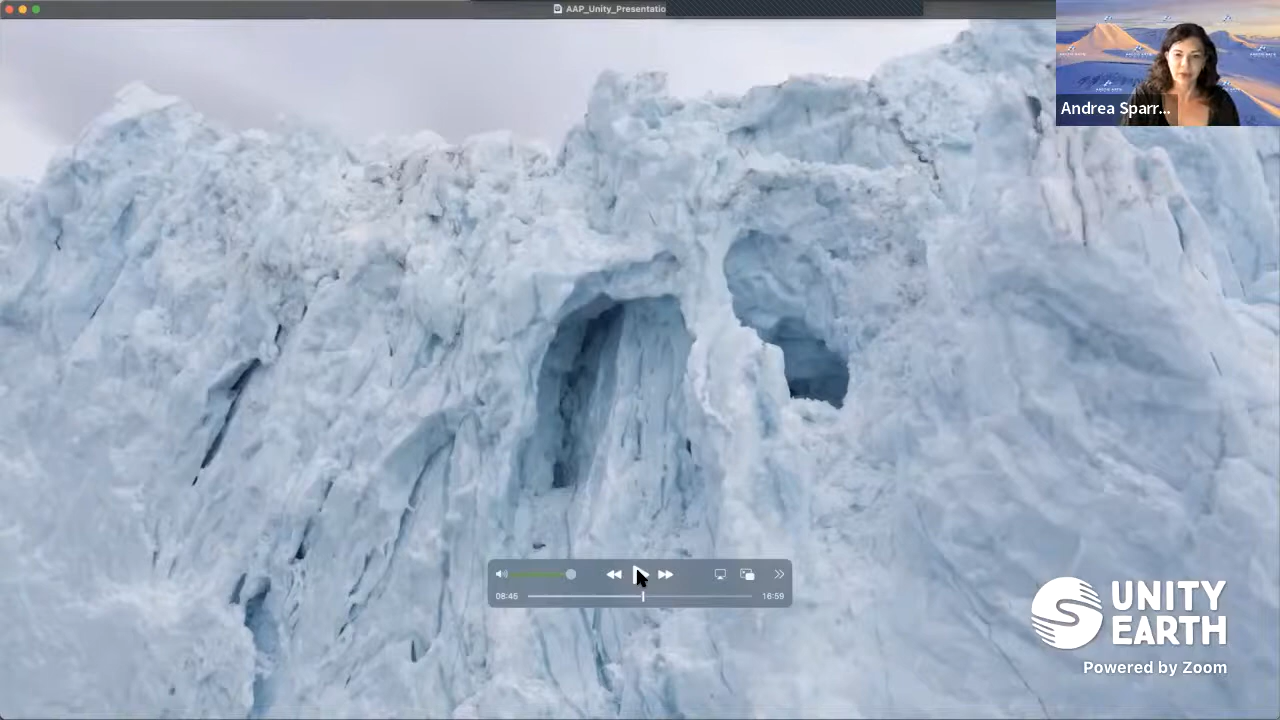 AAP_Unity_Presentatio
Andrea Sparr...
08:45
16:59
UNITY
EARTH
Powered by Zoom